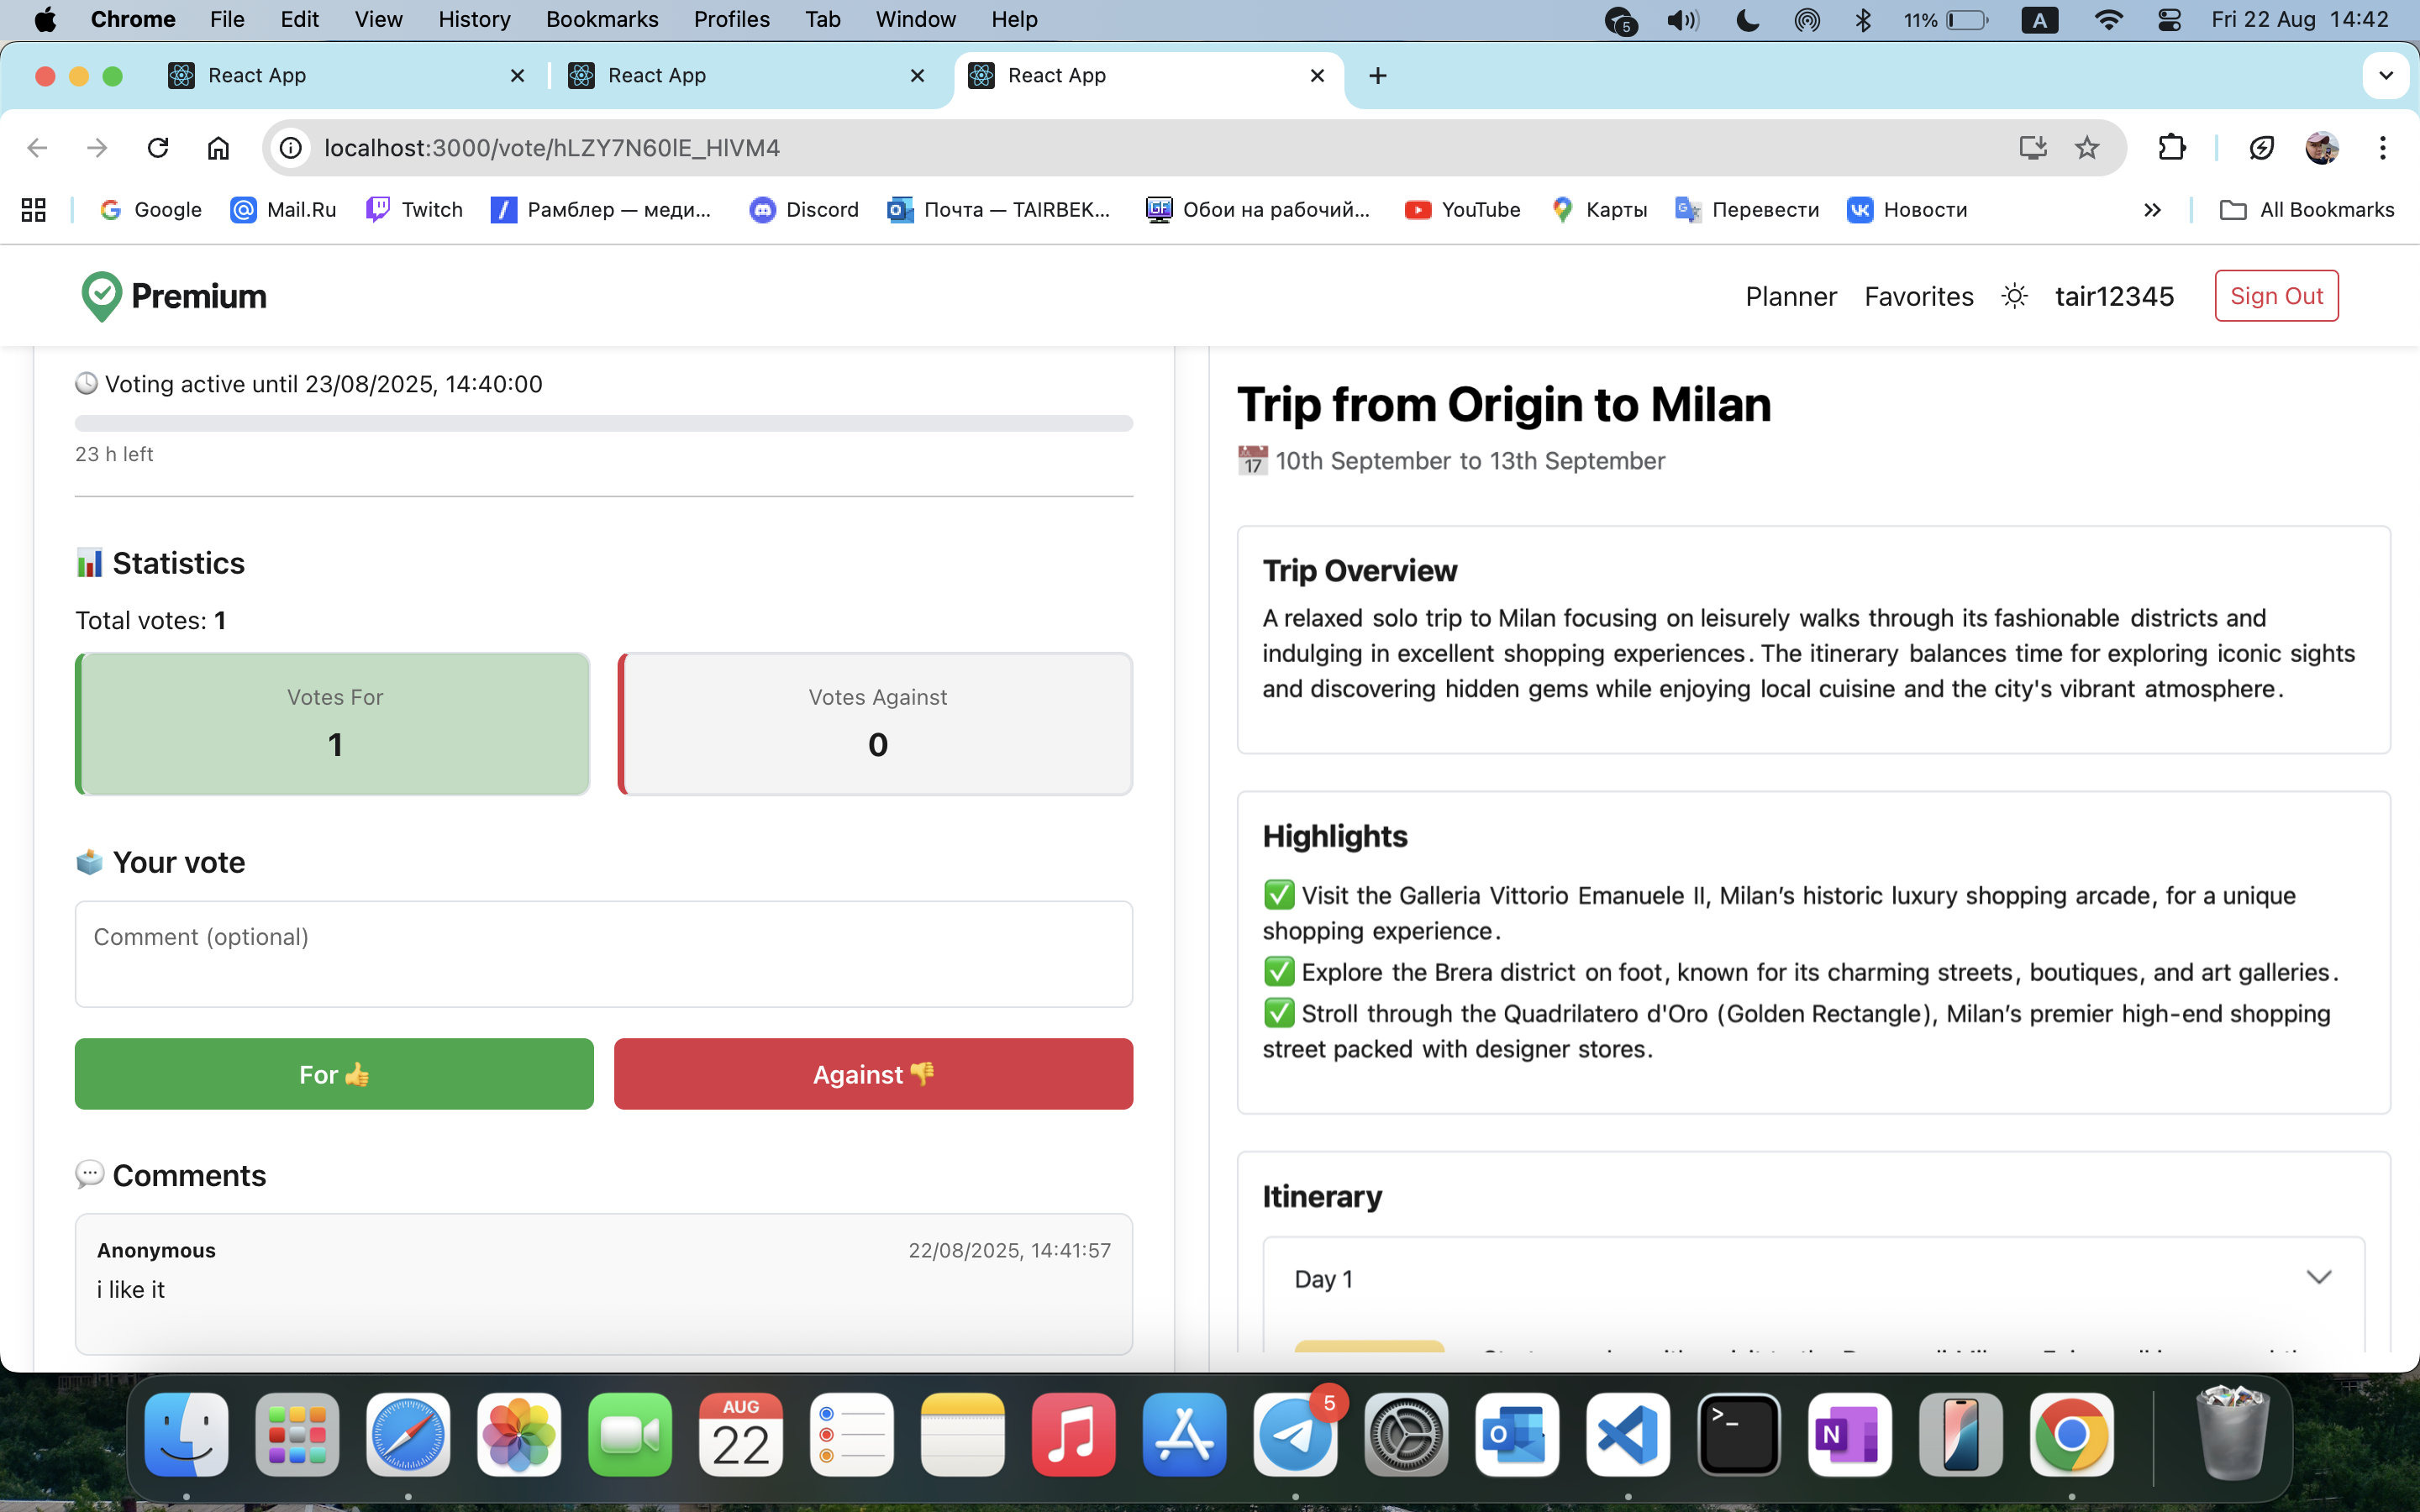 Chrome File Edit View History Bookmarks Profiles Tab Window Help 5 11% A Fri 22 Aug 14:42
React App React App React App
localhost:3000/vote/hLZY7N60lE_HlVM4
Google Mail.Ru Twitch Рамблер — меди... Discord Почта — TAIRBEK... Обои на рабочий... YouTube Карты Перевести Новости All Bookmarks
Premium Planner Favorites tair12345 Sign Out
Voting active until 23/08/2025, 14:40:00
23 h left
Statistics
Total votes: 1
Votes For
1
Votes Against
0
Your vote
Comment (optional)
For
Against
Comments
Anonymous 22/08/2025, 14:41:57
i like it
Trip from Origin to Milan
17 10th September to 13th September
Trip Overview
A relaxed solo trip to Milan focusing on leisurely walks through its fashionable districts and
indulging in excellent shopping experiences. The itinerary balances time for exploring iconic sights
and discovering hidden gems while enjoying local cuisine and the city's vibrant atmosphere.
Highlights
Visit the Galleria Vittorio Emanuele II, Milan’s historic luxury shopping arcade, for a unique
shopping experience.
Explore the Brera district on foot, known for its charming streets, boutiques, and art galleries.
Stroll through the Quadrilatero d'Oro (Golden Rectangle), Milan’s premier high-end shopping
street packed with designer stores.
Itinerary
Day 1
AUG
22
5